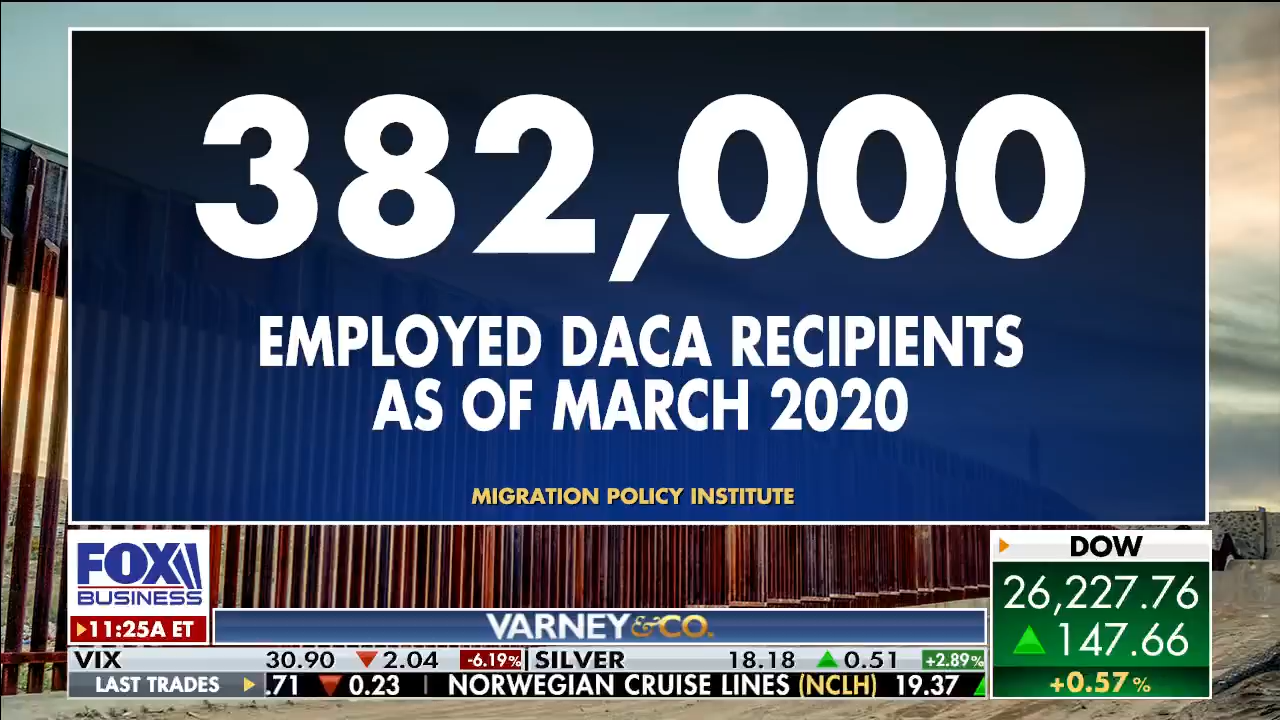 382,000
EMPLOYED DACA RECIPIENTS
AS OF MARCH 2020
MIGRATION POLICY INSTITUTE
FOX
BUSINESS
11:25A ET
VARNEY & CO.
DOW
26,227.76
147.66
+0.57%
VIX 30.90 2.04 -6.19% SILVER 18.18 0.51 +2.89%
LAST TRADES .71 0.23 | NORWEGIAN CRUISE LINES (NCLH) 19.37